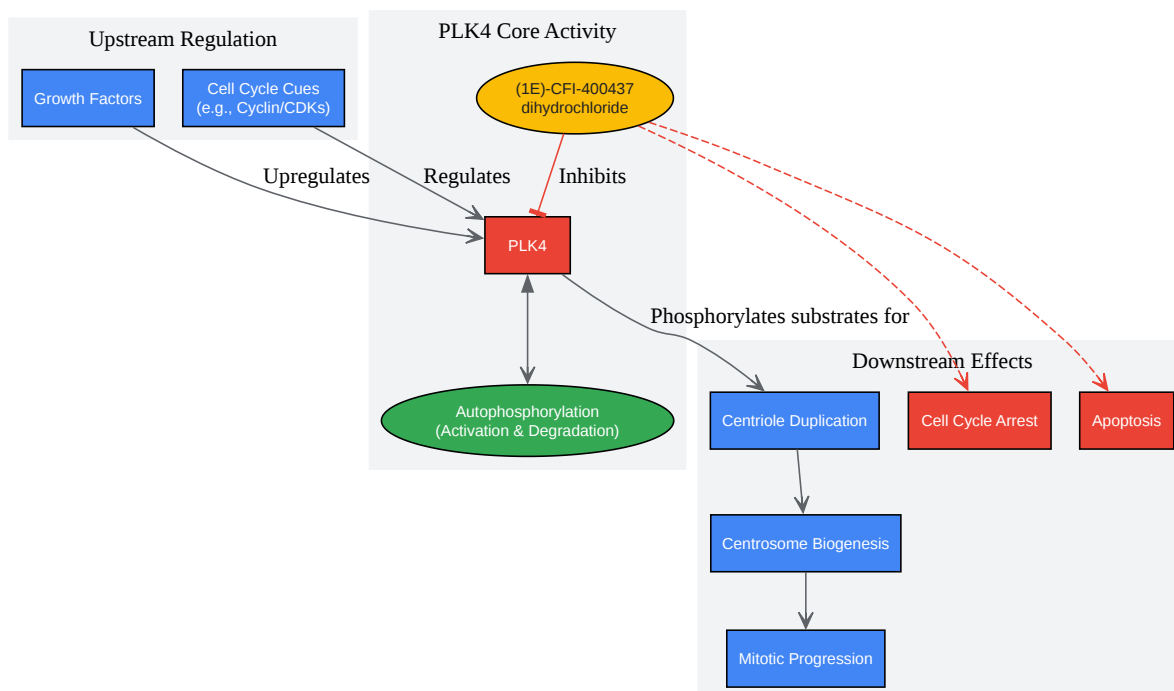 Upstream Regulation
PLK4 Core Activity
Growth Factors
Cell Cycle Cues
(e.g., Cyclin/CDKs)
(1E)-CFI-400437
dihydrochloride
Upregulates
Regulates
Inhibits
PLK4
Phosphorylates substrates for
Downstream Effects
Autophosphorylation
(Activation & Degradation)
Centriole Duplication
Cell Cycle Arrest
Apoptosis
Centrosome Biogenesis
Mitotic Progression